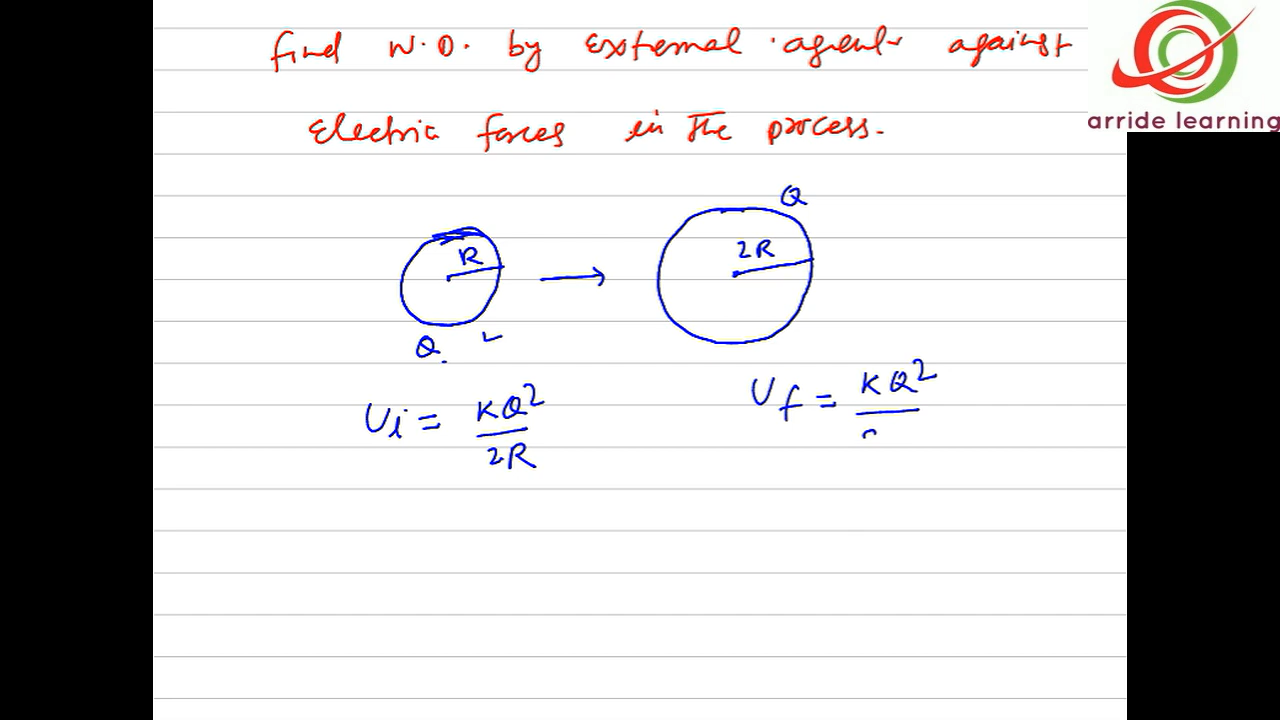 find W.D. by external agent against
arride learning
electric forces in the process.
Q
R
2R
Q
Ui = KQ²/2R
Uf = KQ²